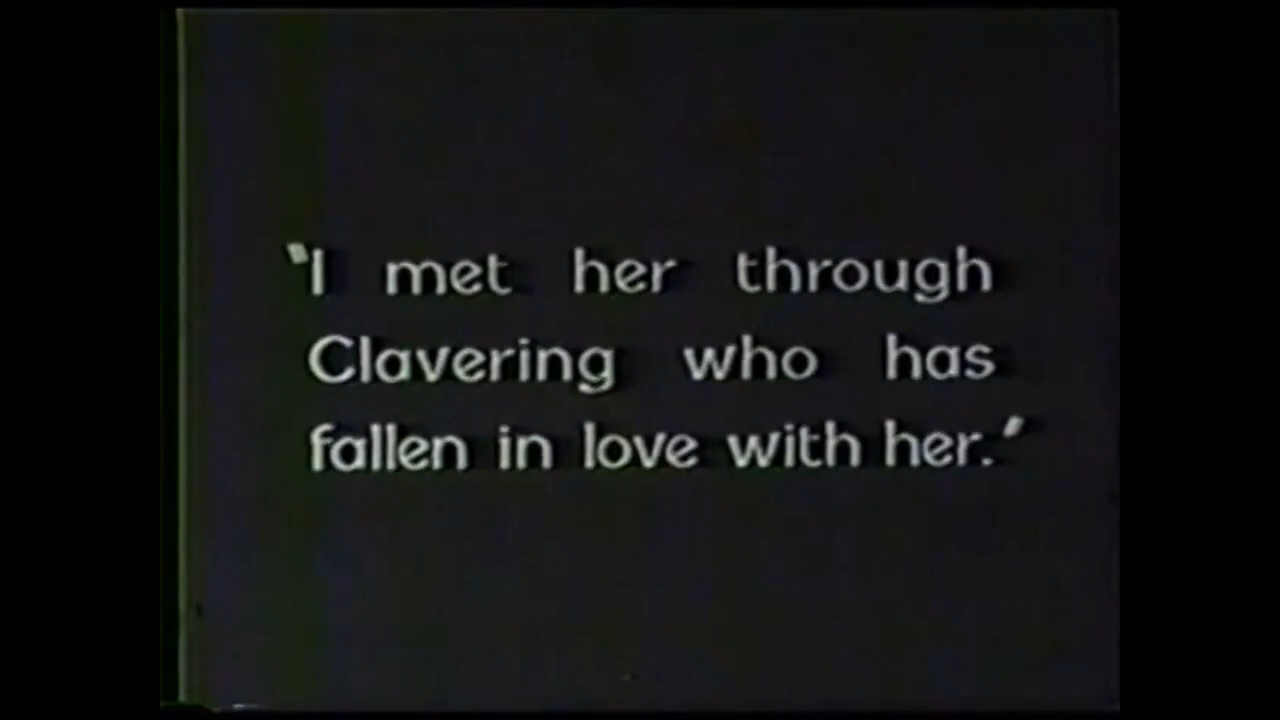 'I met her through
Clavering who has
fallen in love with her.'